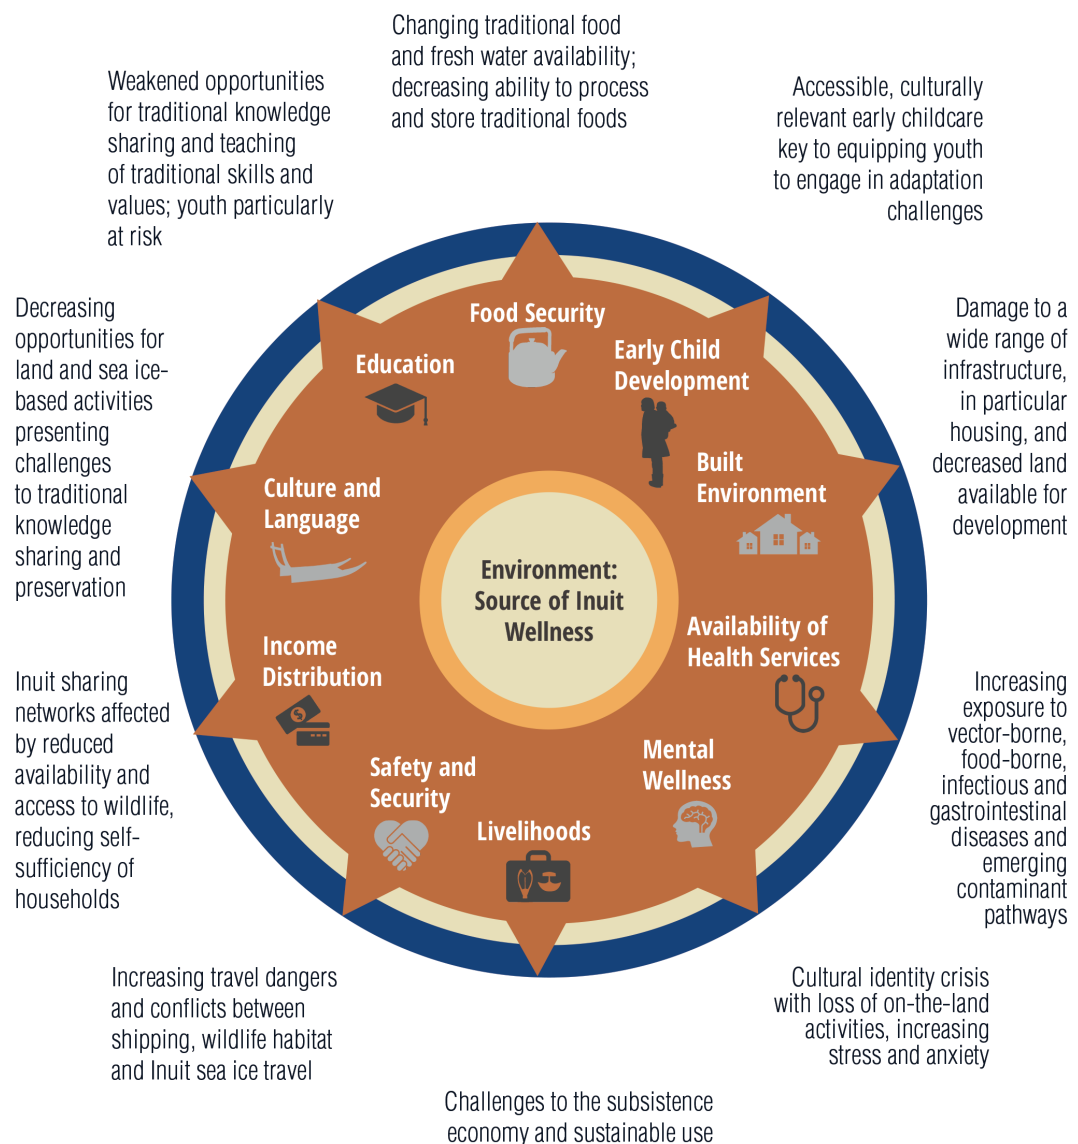 Changing traditional food
and fresh water availability;
decreasing ability to process
and store traditional foods
Weakened opportunities
for traditional knowledge
sharing and teaching
of traditional skills and
values; youth particularly
at risk
Accessible, culturally
relevant early childcare
key to equipping youth
to engage in adaptation
challenges
Decreasing
opportunities for
land and sea ice-
based activities
presenting
challenges
to traditional
knowledge
sharing and
preservation
Damage to a
wide range of
infrastructure,
in particular
housing, and
decreased land
available for
development
Food Security
Education
Early Child
Development
Built
Environment
Culture and
Language
Environment:
Source of Inuit
Wellness
Availability of
Health Services
Income
Distribution
Mental
Wellness
Safety and
Security
Livelihoods
Inuit sharing
networks affected
by reduced
availability and
access to wildlife,
reducing self-
sufficiency of
households
Increasing
exposure to
vector-borne,
food-borne,
infectious and
gastrointestinal
diseases and
emerging
contaminant
pathways
Increasing travel dangers
and conflicts between
shipping, wildlife habitat
and Inuit sea ice travel
Cultural identity crisis
with loss of on-the-land
activities, increasing
stress and anxiety
Challenges to the subsistence
economy and sustainable use